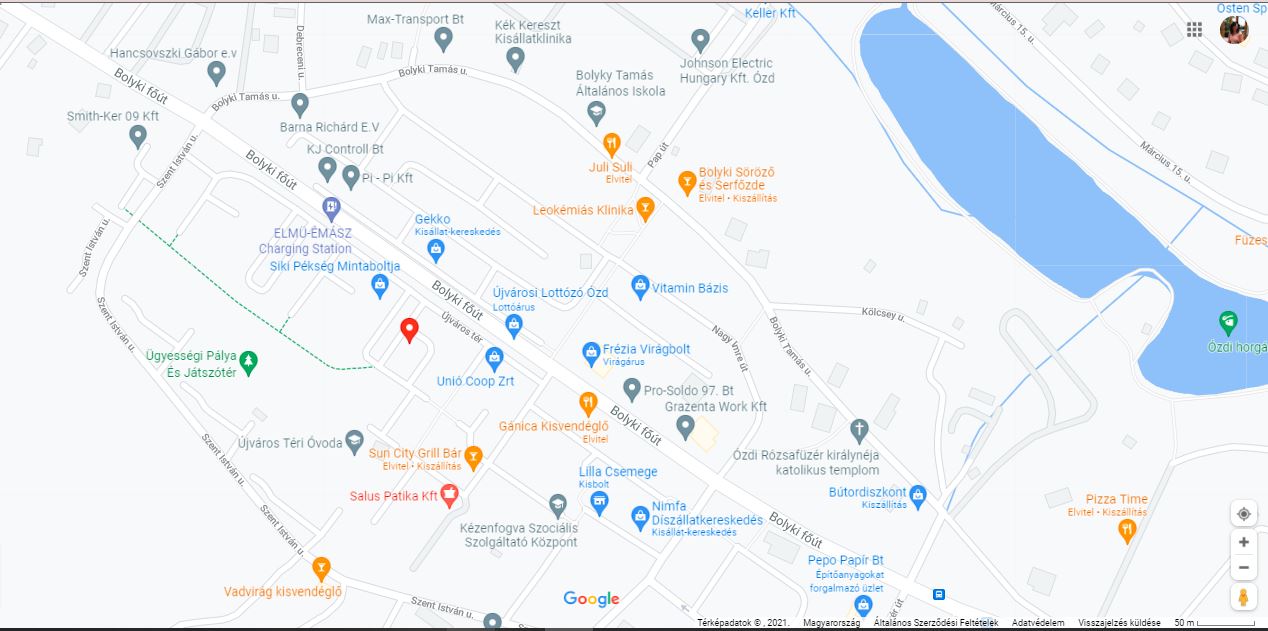 Keller Kft
Osten Sp
Március 15. u.
Max-Transport Bt
Kék Kereszt
Kisállatklinika
Debreceni u.
Hancsovszki Gábor e.v
Johnson Electric
Hungary Kft. Ózd
Bolyki Tamás u.
Bolyki főút
Bolyky Tamás
Általános Iskola
Bolyki Tamás u.
Smith-Ker 09 Kft
Barna Richárd E.V
KJ Controll Bt
Pap út
Március 15. u.
Szent István u.
Bolyki főút
Pi - Pi Kft
Juli Suli
Elvitel
Bolyki Söröző
és Serfőzde
Elvitel • Kiszállítás
Leokémiás Klinika
Gekko
Kisállat-kereskedés
ELMŰ-ÉMÁSZ
Charging Station
Szent István u.
Füzes
Siki Pékség Mintaboltja
Bolyki főút
Újvárosi Lottózó Ózd
Lottóárus
Vitamin Bázis
Kölcsey u.
Újváros tér
Szent István u.
Nagy Imre út
Bolyki Tamás u.
Ózdi horgá
Ügyességi Pálya
És Játszótér
Frézia Virágbolt
Virágárus
Unió Coop Zrt
Pro-Soldo 97. Bt
Grazenta Work Kft
Gánica Kisvendéglő
Elvitel
Bolyki főút
Újváros Téri Óvoda
Sun City Grill Bár
Elvitel • Kiszállítás
Szent István u.
Ózdi Rózsafüzér királynéja
katolikus templom
Lilla Csemege
Kisbolt
Salus Patika Kft
Bútordiszkont
Kiszállítás
Pizza Time
Elvitel • Kiszállítás
Nimfa
Díszállatkereskedés
Kisállat-kereskedés
Kézenfogva Szociális
Szolgáltató Központ
Szent István u.
Bolyki főút
Pepo Papír Bt
Építőanyagokat
forgalmazó üzlet
Vadvirág kisvendéglő
Google
Szent István u.
ár út
Térképadatok ©, 2021. Magyarország Általános Szerződési Feltételek Adatvédelem Visszajelzés küldése 50 m